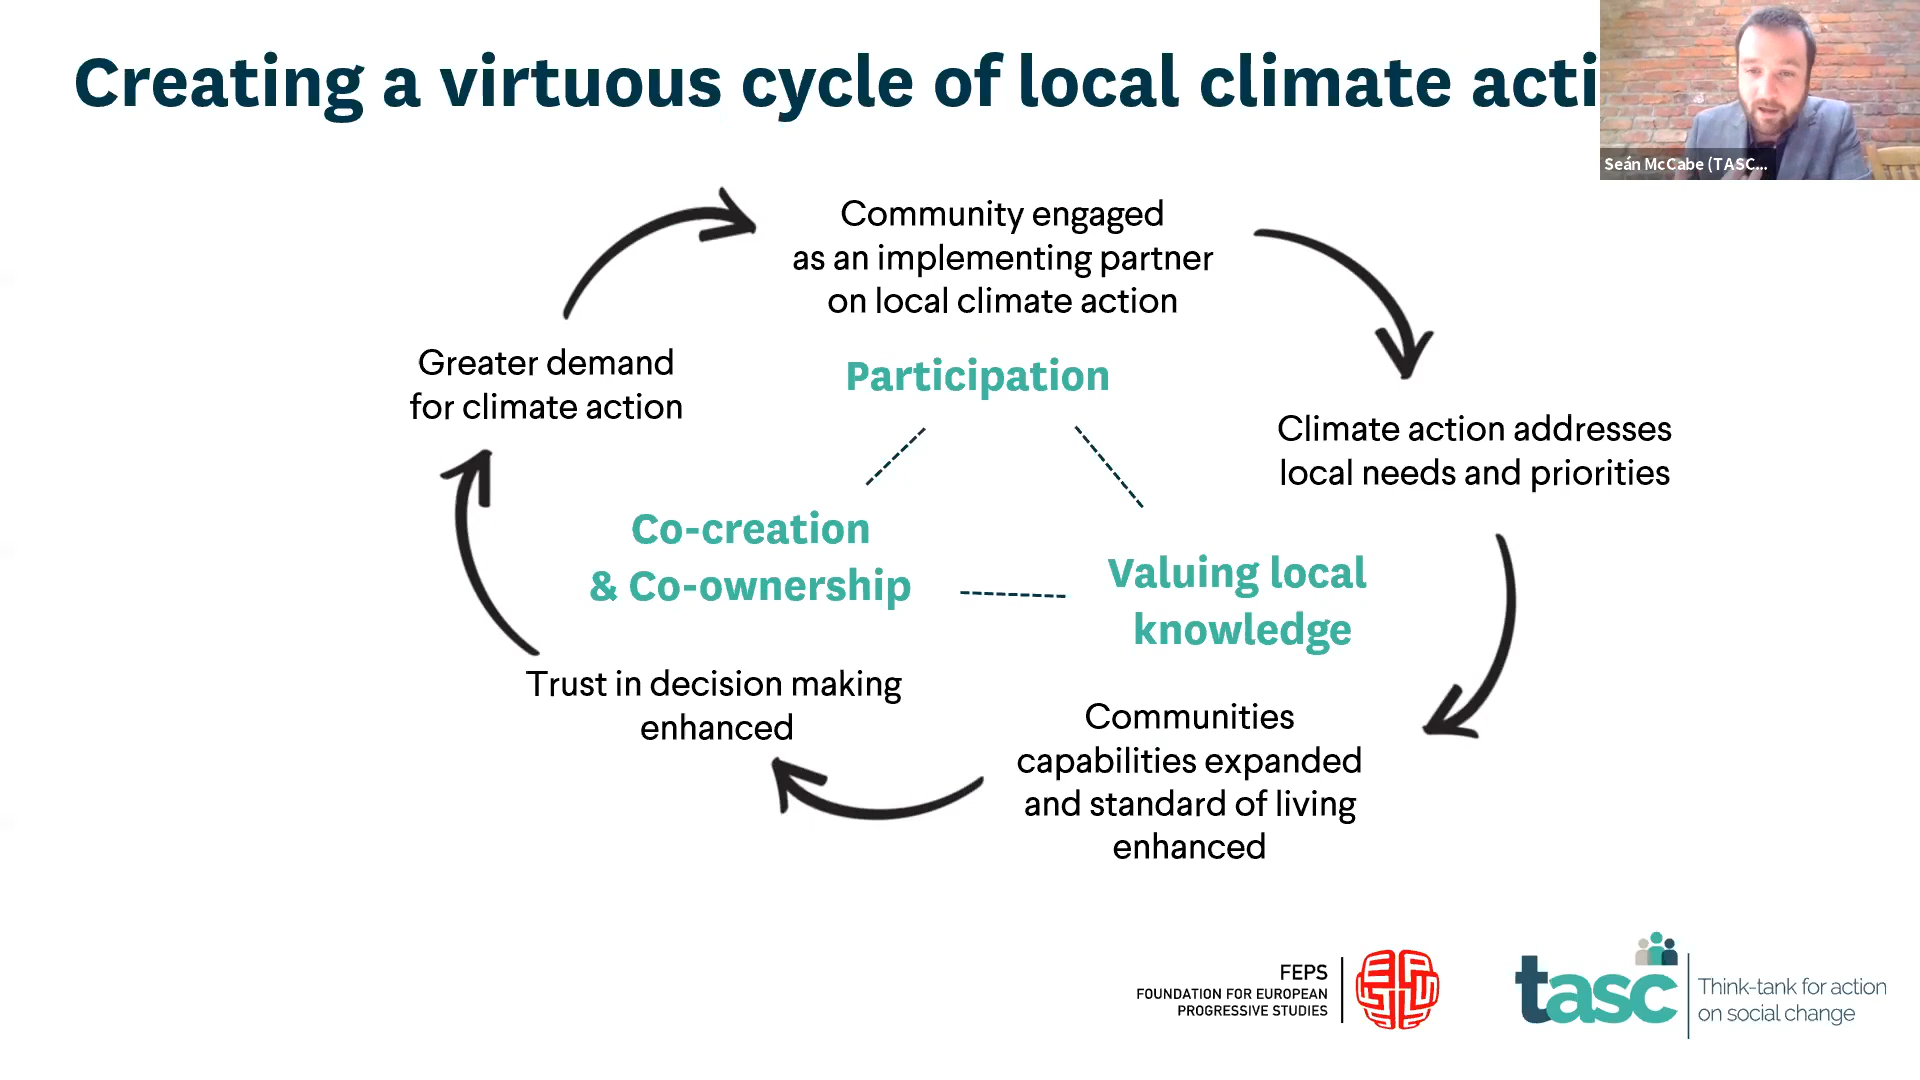 Creating a virtuous cycle of local climate acti
Seán McCabe (TASC...
Community engaged
as an implementing partner
on local climate action
Participation
Greater demand
for climate action
Climate action addresses
local needs and priorities
Co-creation
& Co-ownership
Valuing local
knowledge
Trust in decision making
enhanced
Communities
capabilities expanded
and standard of living
enhanced
FEPS
FOUNDATION FOR EUROPEAN
PROGRESSIVE STUDIES
tasc
Think-tank for action
on social change